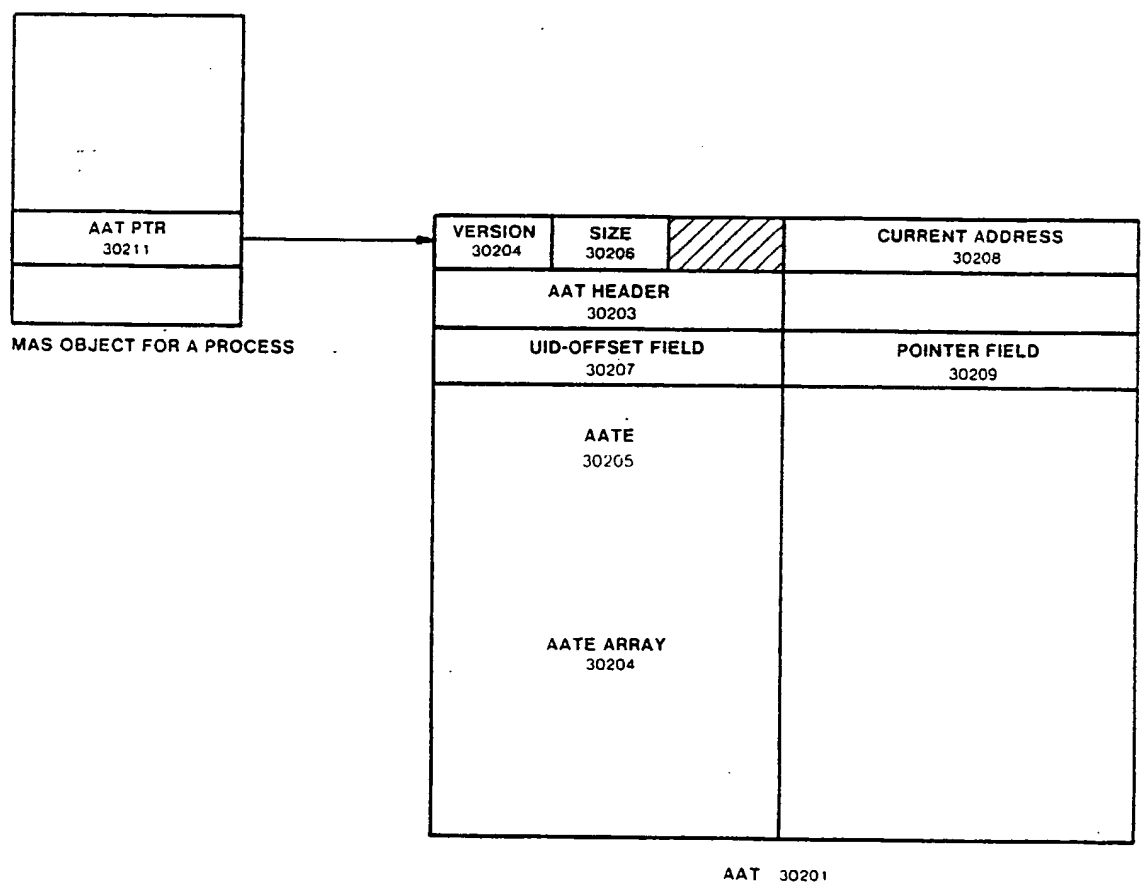 AAT PTR
30211
MAS OBJECT FOR A PROCESS
VERSION
30204
SIZE
30206
CURRENT ADDRESS
30208
AAT HEADER
30203
UID-OFFSET FIELD
30207
POINTER FIELD
30209
AATE
30205
AATE ARRAY
30204
AAT 30201